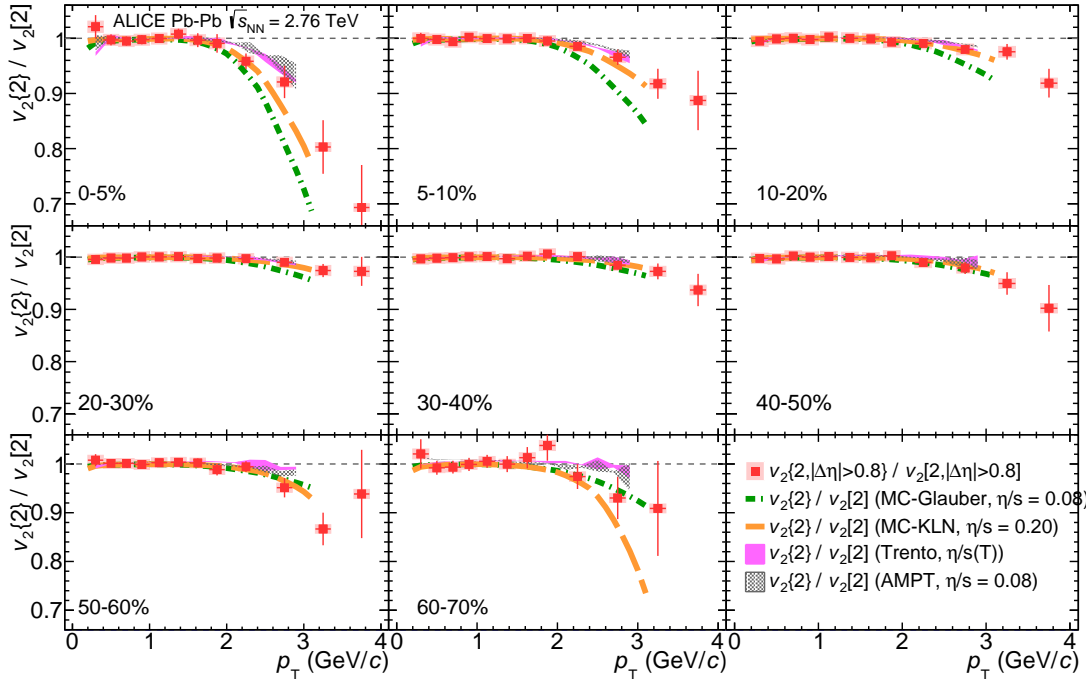 ALICE Pb-Pb √s_NN = 2.76 TeV
v₂{2} / v₂[2]
1
0.9
0.8
0.7
0-5%
5-10%
10-20%
v₂{2} / v₂[2]
1
0.9
0.8
0.7
20-30%
30-40%
40-50%
v₂{2} / v₂[2]
1
0.9
0.8
0.7
50-60%
60-70%
v₂{2,|Δη|>0.8} / v₂[2,|Δη|>0.8]
v₂{2} / v₂[2] (MC-Glauber, η/s = 0.08)
v₂{2} / v₂[2] (MC-KLN, η/s = 0.20)
v₂{2} / v₂[2] (Trento, η/s(T))
v₂{2} / v₂[2] (AMPT, η/s = 0.08)
0 1 2 3 4 0 1 2 3 4 0 1 2 3 4
p_T (GeV/c) p_T (GeV/c) p_T (GeV/c)